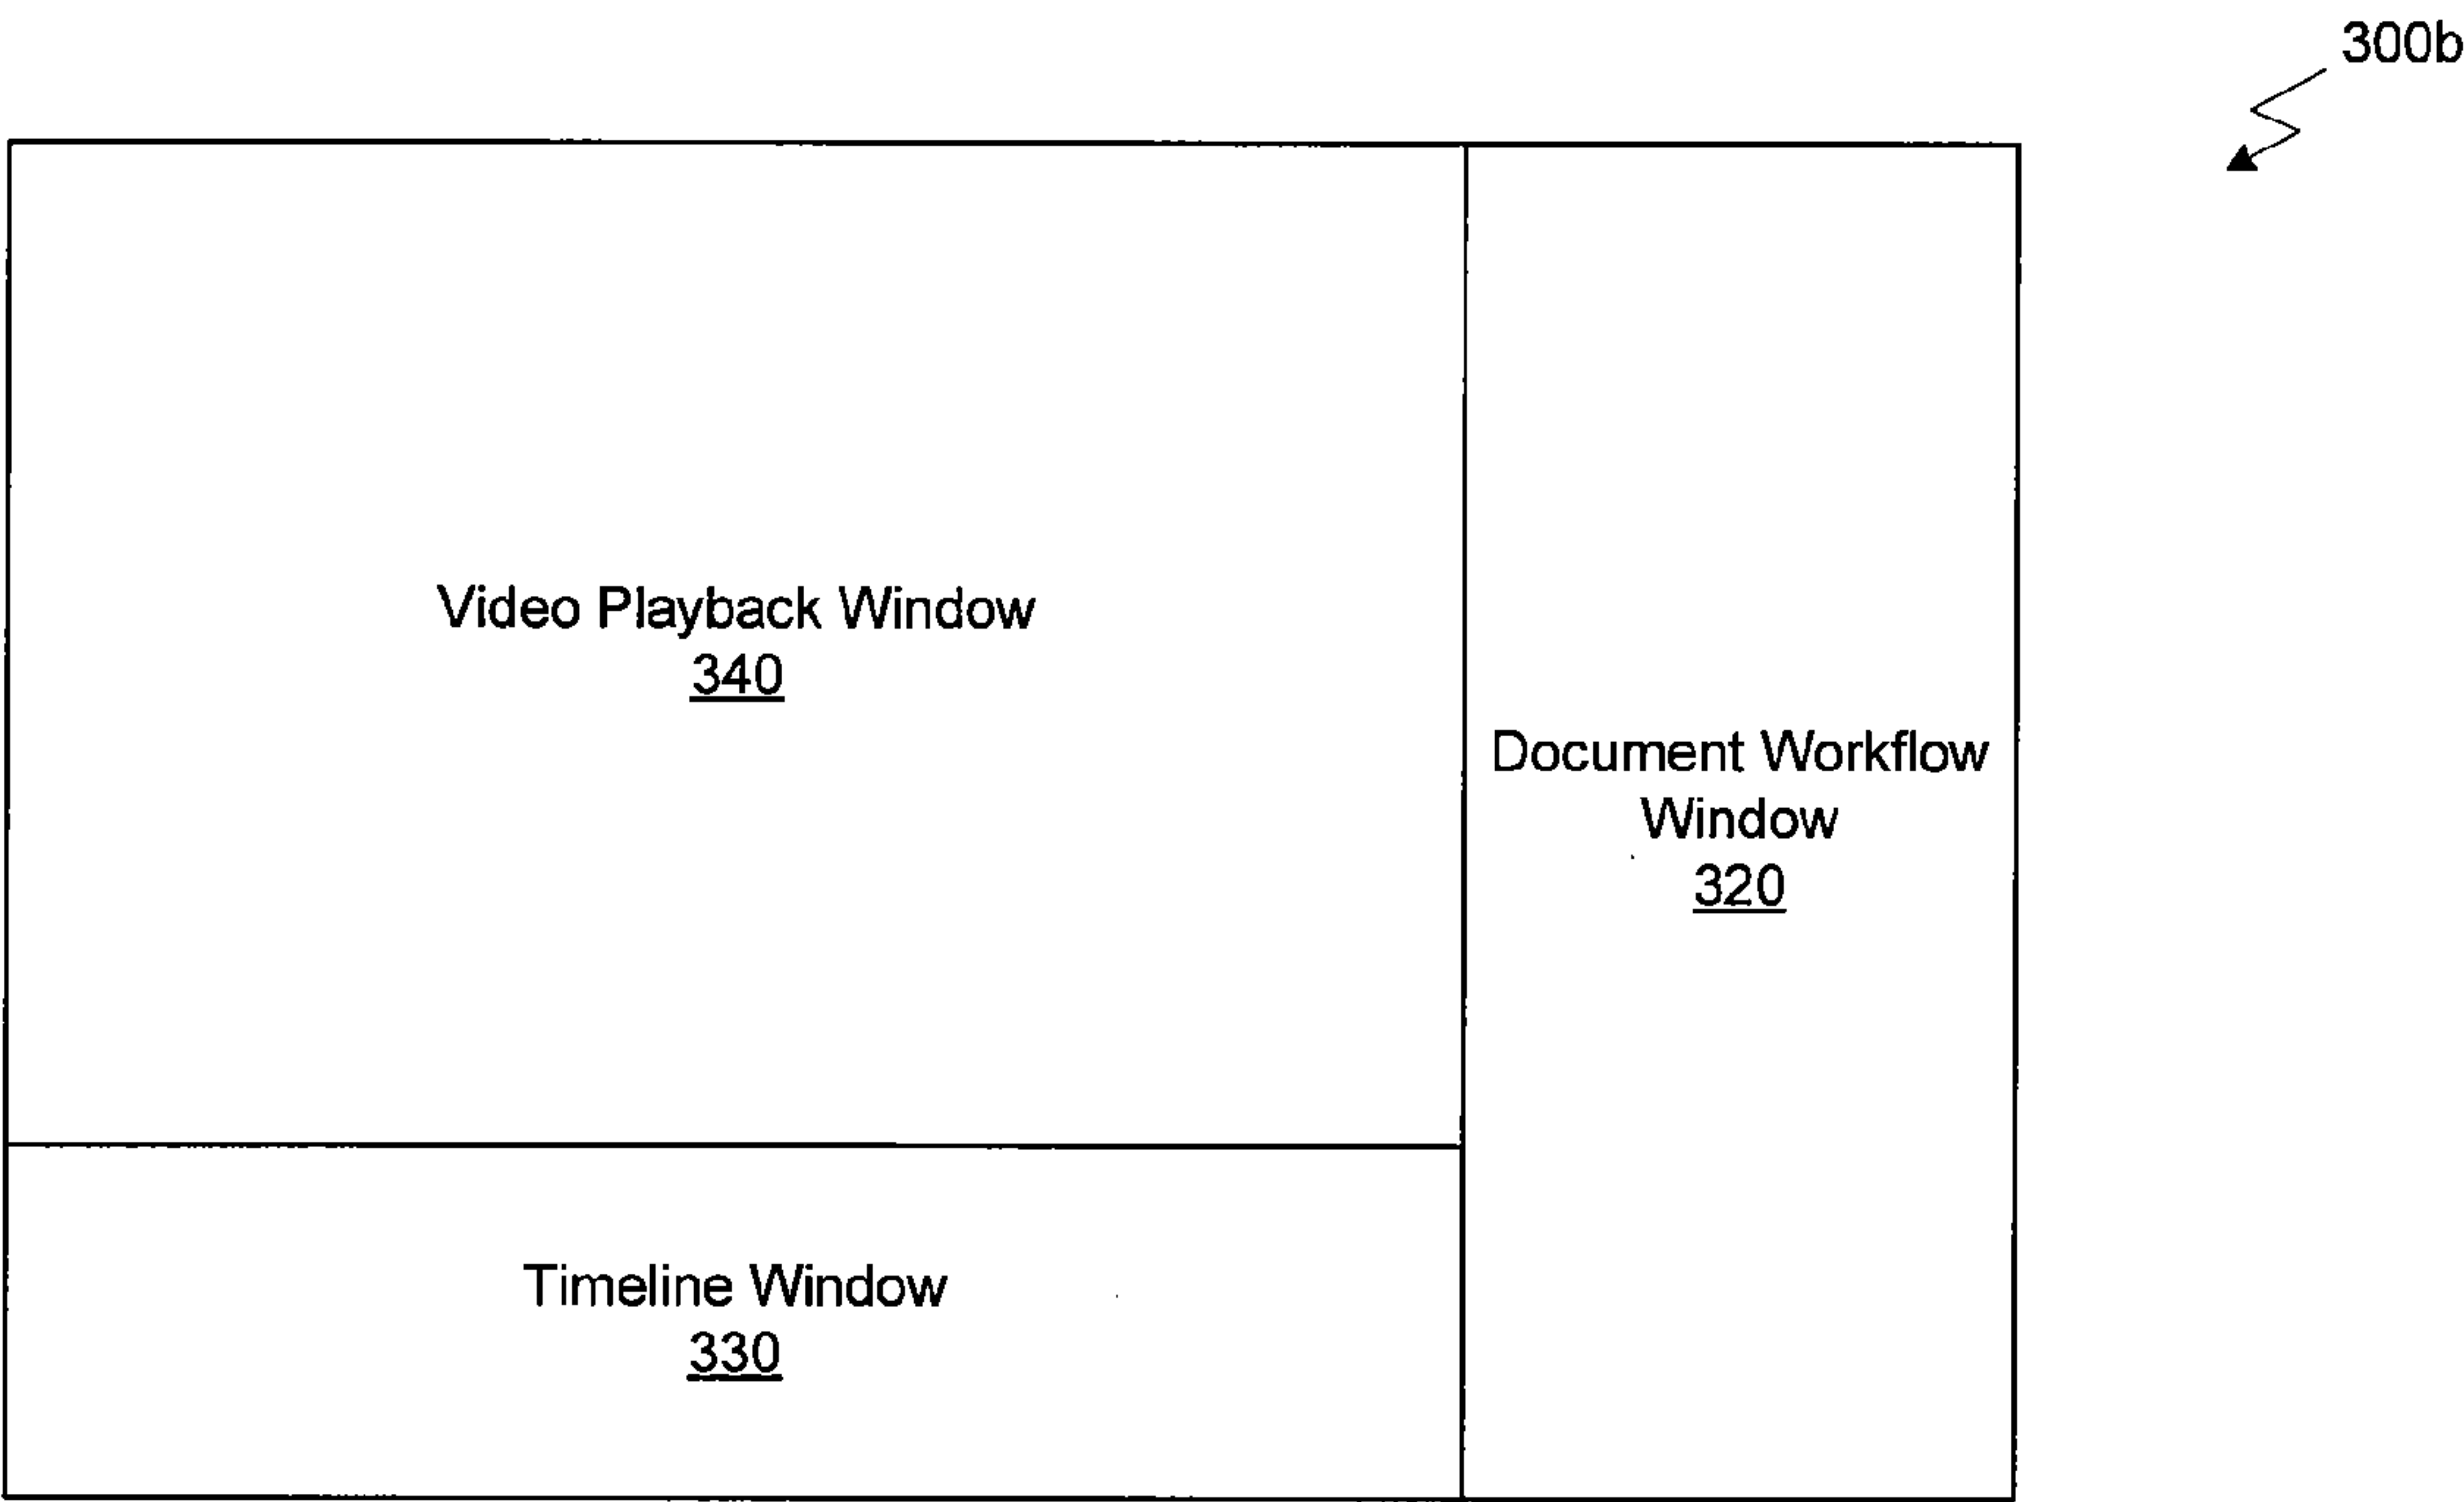 300b
Video Playback Window
340
Document Workflow
Window
320
Timeline Window
330